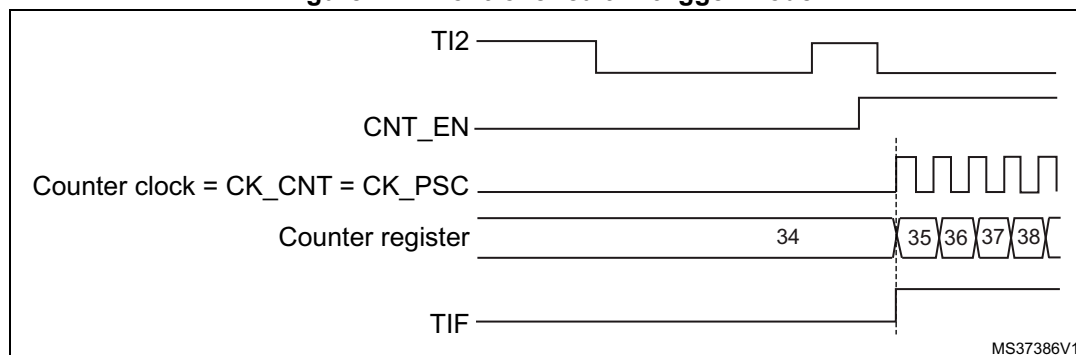 TI2
CNT_EN
Counter clock = CK_CNT = CK_PSC
Counter register
34
35 36 37 38
TIF
MS37386V1